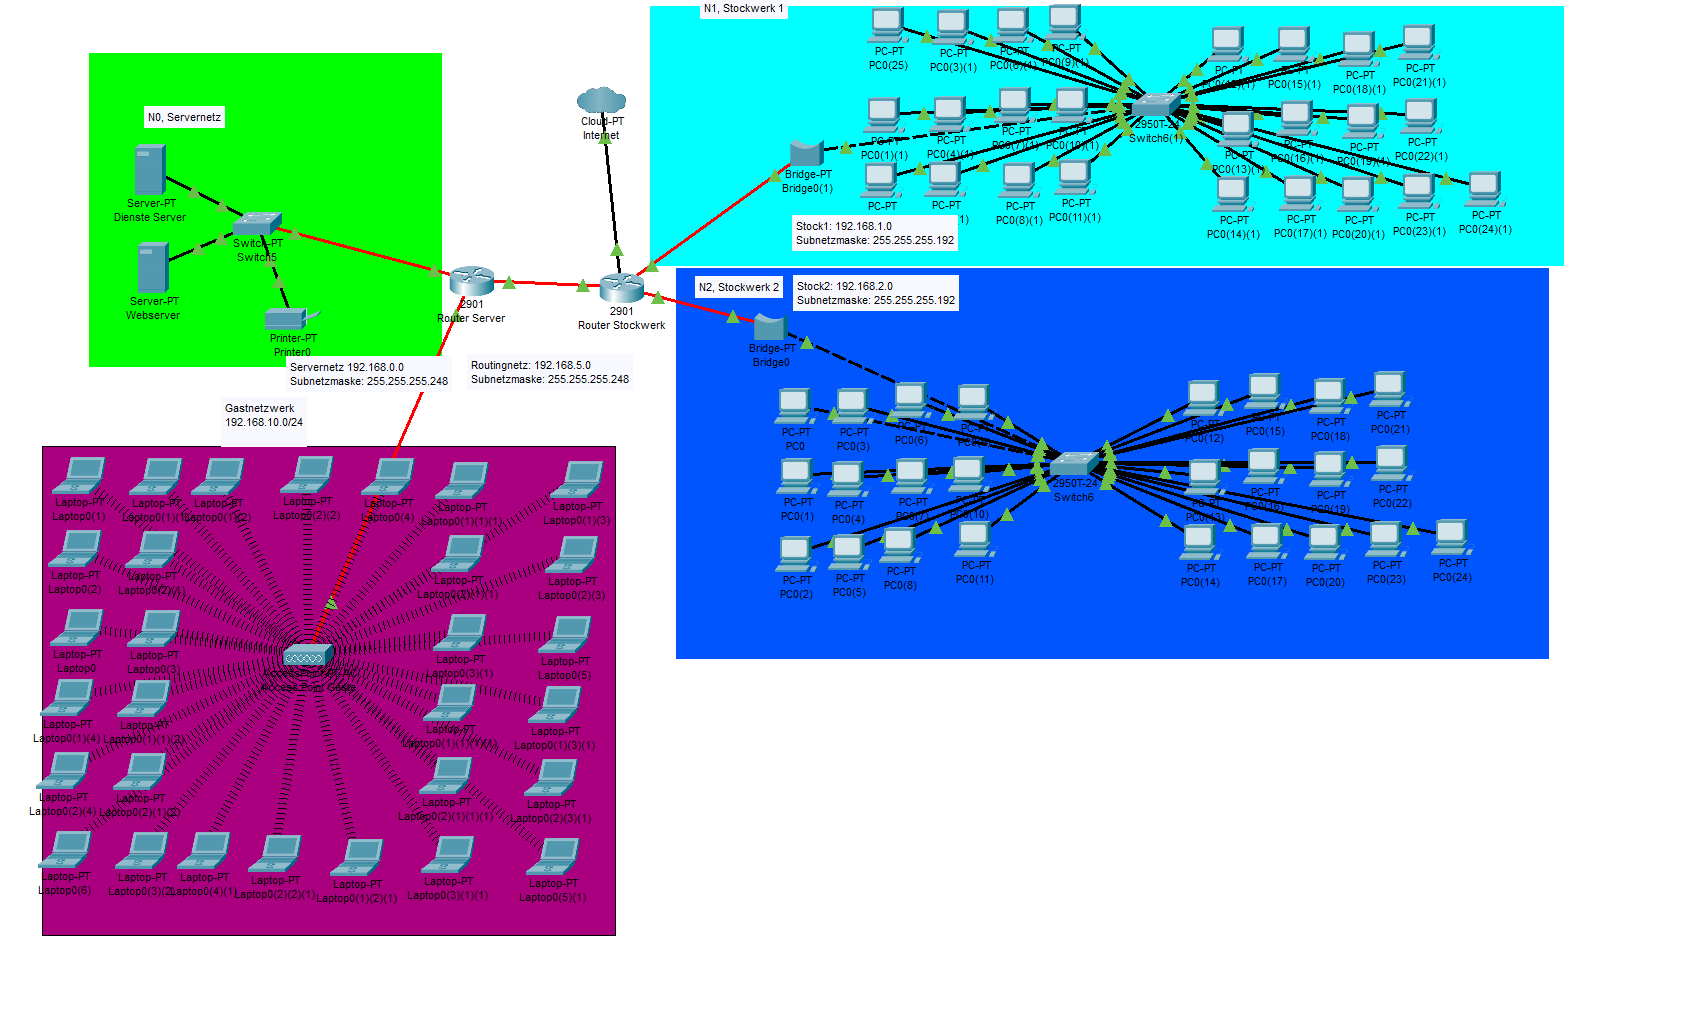 N1, Stockwerk 1
PC-PT
PC0(25)
PC-PT
PC0(3)(1)
PC-PT
PC0(6)(1)
PC-PT
PC0(9)(1)
PC-PT
PC-PT
PC0(15)(1)
PC-PT
PC0(18)(1)
PC-PT
PC0(21)(1)
PC-PT
PC0(1)(1)
PC-PT
PC0(4)(1)
PC-PT
PC0(7)(1)
PC-PT
PC0(10)(1)
2950T-24
Switch6(1)
PC-PT
PC0(13)(1)
PC-PT
PC0(16)(1)
PC-PT
PC0(19)(1)
PC-PT
PC0(22)(1)
Bridge-PT
Bridge0(1)
PC-PT
PC-PT
PC-PT
PC0(8)(1)
PC-PT
PC0(11)(1)
PC-PT
PC0(14)(1)
PC-PT
PC0(17)(1)
PC-PT
PC0(20)(1)
PC-PT
PC0(23)(1)
PC-PT
PC0(24)(1)
Stock1: 192.168.1.0
Subnetzmaske: 255.255.255.192
Cloud-PT
Internet
N0, Servernetz
Server-PT
Dienste Server
Switch-PT
Switch5
Server-PT
Webserver
Printer-PT
Printer0
2901
Router Server
2901
Router Stockwerk
Servernetz 192.168.0.0
Subnetzmaske: 255.255.255.248
Routingnetz: 192.168.5.0
Subnetzmaske: 255.255.255.248
Gastnetzwerk
192.168.10.0/24
N2, Stockwerk 2
Stock2: 192.168.2.0
Subnetzmaske: 255.255.255.192
Bridge-PT
Bridge0
PC-PT
PC0
PC-PT
PC0(3)
PC-PT
PC0(6)
PC-PT
PC-PT
PC0(12)
PC-PT
PC0(15)
PC-PT
PC0(18)
PC-PT
PC0(21)
PC-PT
PC0(1)
PC-PT
PC0(4)
PC-PT
PC0(7)
PC-PT
PC0(10)
2950T-24
Switch6
PC-PT
PC0(13)
PC-PT
PC0(16)
PC-PT
PC0(19)
PC-PT
PC0(22)
PC-PT
PC0(2)
PC-PT
PC0(5)
PC-PT
PC0(8)
PC-PT
PC0(11)
PC-PT
PC0(14)
PC-PT
PC0(17)
PC-PT
PC0(20)
PC-PT
PC0(23)
PC-PT
PC0(24)
Laptop-PT
Laptop0(1)
Laptop-PT
Laptop-PT
Laptop0(1)(2)
Laptop-PT
Laptop0(2)(2)
Laptop-PT
Laptop0(4)
Laptop-PT
Laptop0(1)(1)(1)
Laptop-PT
Laptop0(1)(3)
Laptop-PT
Laptop0(2)
Laptop-PT
Laptop0(2)(1)
Laptop-PT
Laptop0(2)(1)(1)
Laptop-PT
Laptop0(2)(3)
Laptop-PT
Laptop0
Laptop-PT
Laptop0(3)
Laptop-PT
Laptop0(3)(1)
Laptop-PT
Laptop0(5)
Access Point Gäste
Laptop-PT
Laptop0(1)(4)
Laptop-PT
Laptop0(1)(1)(2)
Laptop-PT
Laptop0(1)(1)(1)(1)
Laptop-PT
Laptop0(1)(3)(1)
Laptop-PT
Laptop0(2)(4)
Laptop-PT
Laptop0(2)(1)(2)
Laptop-PT
Laptop0(2)(1)(1)(1)
Laptop-PT
Laptop0(2)(3)(1)
Laptop-PT
Laptop0(6)
Laptop-PT
Laptop0(3)(2)
Laptop-PT
Laptop0(4)(1)
Laptop-PT
Laptop0(2)(2)(1)
Laptop-PT
Laptop0(1)(2)(1)
Laptop-PT
Laptop0(3)(1)(1)
Laptop-PT
Laptop0(5)(1)